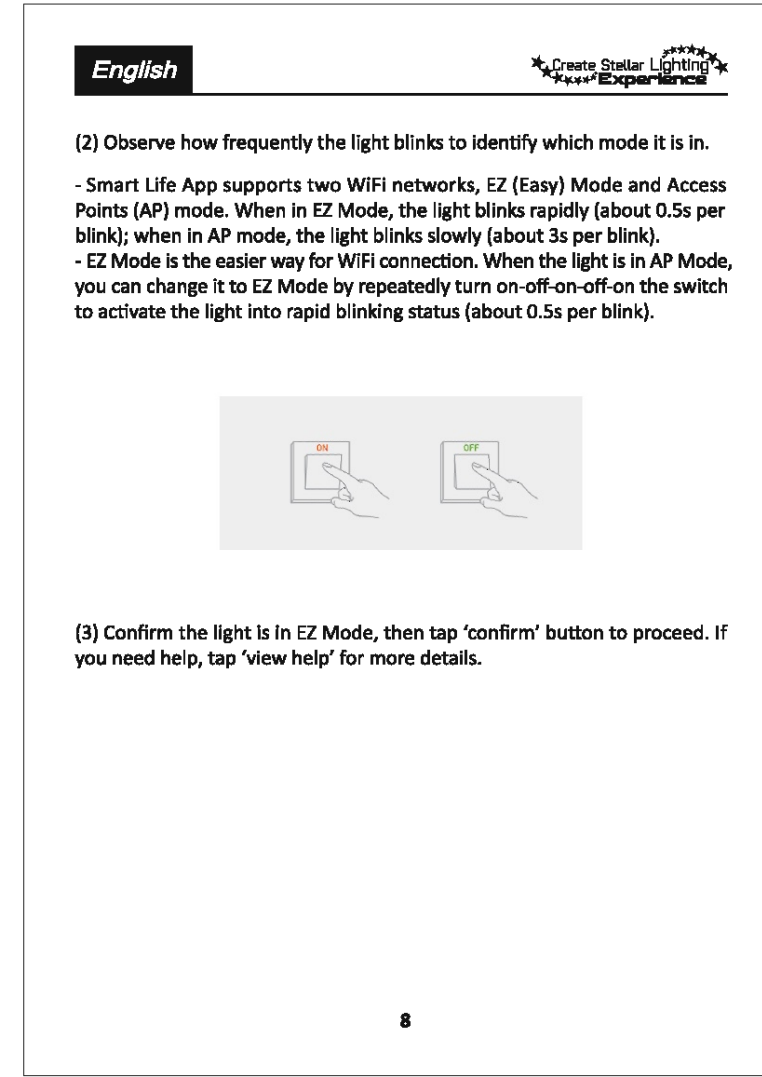 English
Create Stellar Lighting
Experience
(2) Observe how frequently the light blinks to identify which mode it is in.
- Smart Life App supports two WiFi networks, EZ (Easy) Mode and Access
Points (AP) mode. When in EZ Mode, the light blinks rapidly (about 0.5s per
blink); when in AP mode, the light blinks slowly (about 3s per blink).
- EZ Mode is the easier way for WiFi connection. When the light is in AP Mode,
you can change it to EZ Mode by repeatedly turn on-off-on-off-on the switch
to activate the light into rapid blinking status (about 0.5s per blink).
ON
OFF
(3) Confirm the light is in EZ Mode, then tap ‘confirm’ button to proceed. If
you need help, tap ‘view help’ for more details.
8